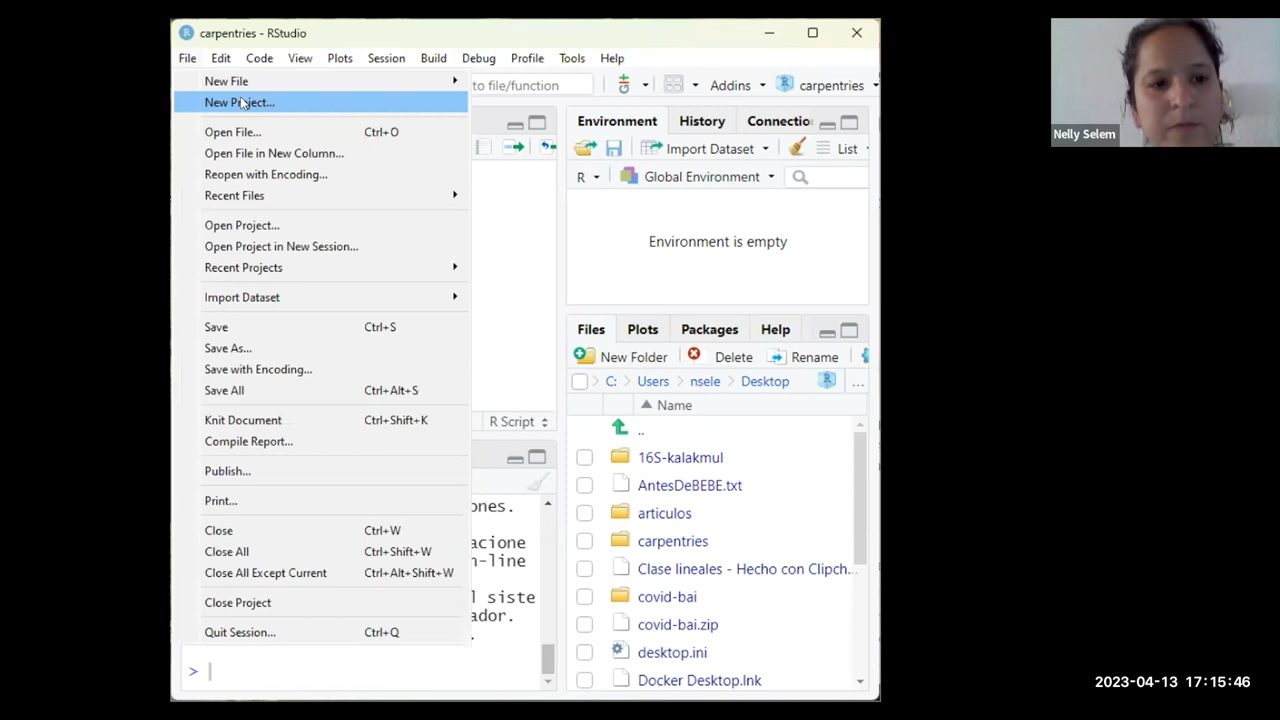 carpentries - RStudio
File Edit Code View Plots Session Build Debug Profile Tools Help
New File
to file/function
Addins
carpentries
New Project...
Open File... Ctrl+O
Open File in New Column...
Reopen with Encoding...
Recent Files
Open Project...
Open Project in New Session...
Recent Projects
Import Dataset
Save Ctrl+S
Save As...
Save with Encoding...
Save All Ctrl+Alt+S
Knit Document Ctrl+Shift+K
Compile Report...
Publish...
Print...
Close Ctrl+W
Close All Ctrl+Shift+W
Close All Except Current Ctrl+Alt+Shift+W
Close Project
Quit Session... Ctrl+Q
R Script
ones.
acione
n-line
l siste
ador.
.
>
Environment History Connectio
Import Dataset List
R Global Environment
Environment is empty
Files Plots Packages Help
New Folder Delete Rename
C: Users nsele Desktop ...
Name
..
16S-kalakmul
AntesDeBEBE.txt
articulos
carpentries
Clase lineales - Hecho con Clipch...
covid-bai
covid-bai.zip
desktop.ini
Docker Desktop.lnk
Nelly Selem
2023-04-13 17:15:46